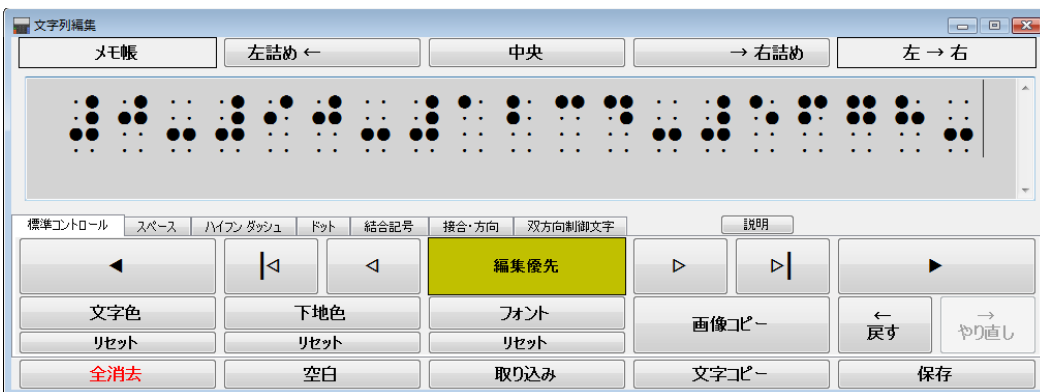 文字列編集
メモ帳 左詰め ← 中央 → 右詰め 左 → 右
⠼⠚⠤⠼⠊⠚⠤⠼⠁⠃⠉⠙⠤⠼⠑⠋⠛⠓⠤
標準コントロール スペース ハイフン ダッシュ ドット 結合記号 接合・方向 双方向制御文字 説明
◀ |◁ ◁ 編集優先 ▷ ▷| ▶
文字色 下地色 フォント 画像コピー ← 戻す → やり直し
リセット リセット リセット
全消去 空白 取り込み 文字コピー 保存